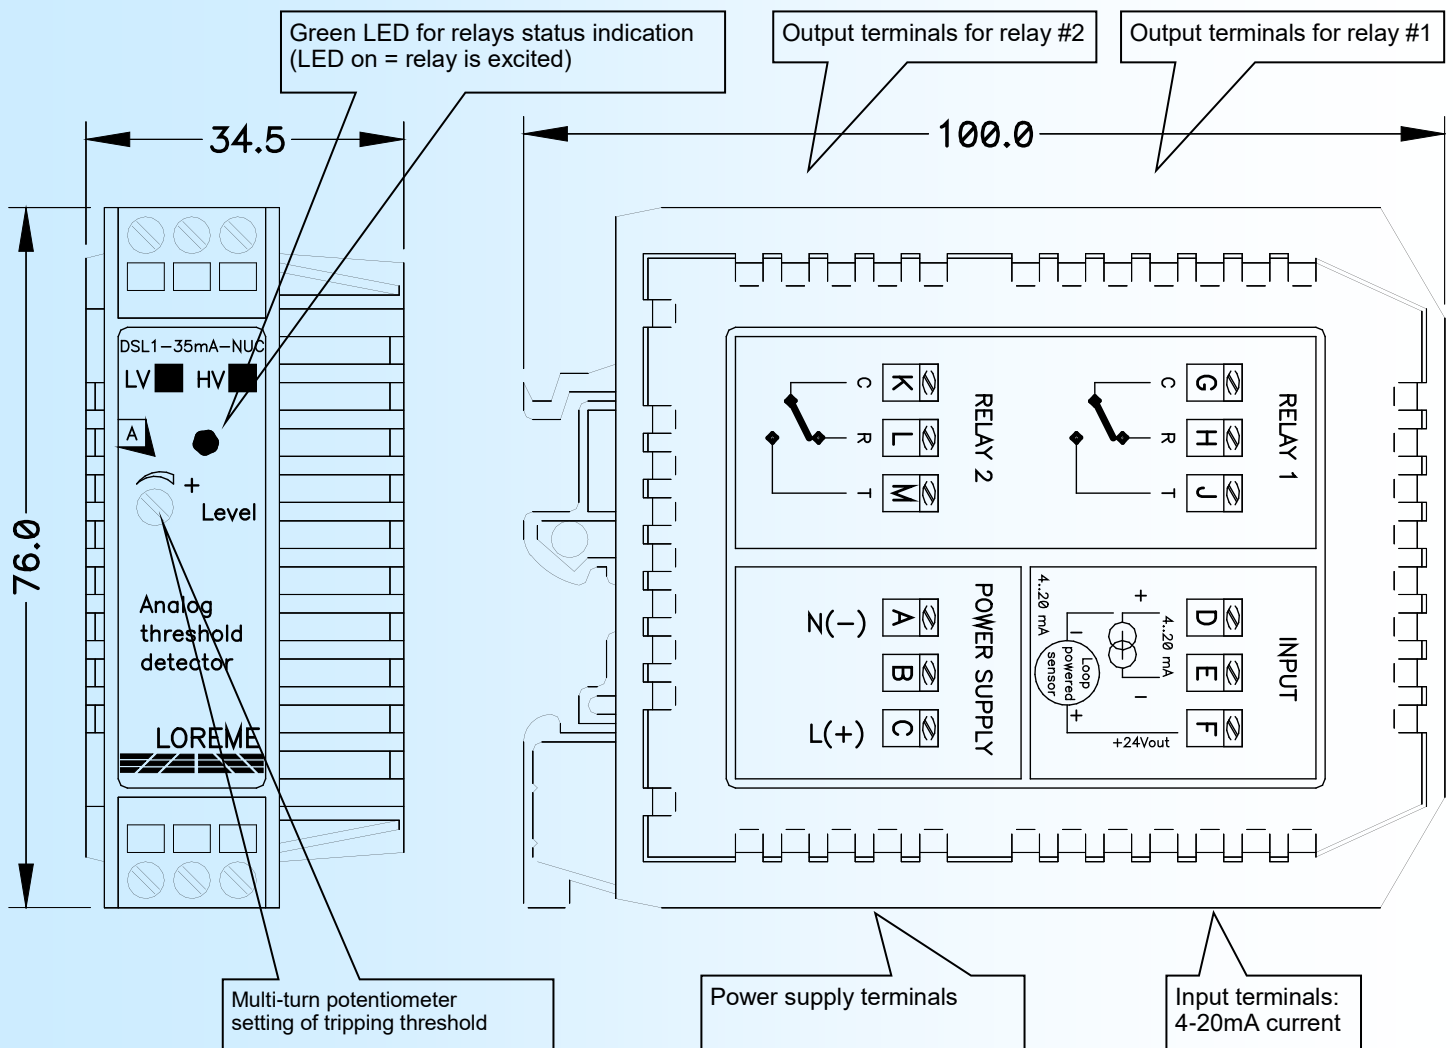 Green LED for relays status indication
(LED on = relay is excited)
Output terminals for relay #2
Output terminals for relay #1
34.5
100.0
76.0
DSL1-35mA-NUC
LV
HV
A
+
Level
Analog
threshold
detector
LOREME
RELAY 2
K
L
M
C
R
T
RELAY 1
G
H
J
C
R
T
POWER SUPPLY
A
B
C
N(-)
L(+)
INPUT
D
E
F
4..20 mA
+
-
4..20 mA
-
Loop
powered
sensor
+
+24Vout
Multi-turn potentiometer
setting of tripping threshold
Power supply terminals
Input terminals:
4-20mA current